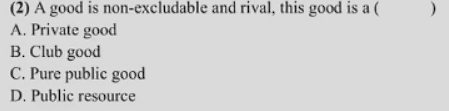 (2) A good is non-excludable and rival, this good is a (          )
A. Private good
B. Club good
C. Pure public good
D. Public resource